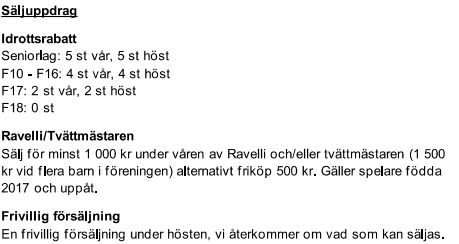 Säljuppdrag
Idrottsrabatt
Seniorlag: 5 st vår, 5 st höst
F10 - F16: 4 st vår, 4 st höst
F17: 2 st vår, 2 st höst
F18: 0 st
Ravelli/Tvättmästaren
Sälj för minst 1 000 kr under våren av Ravelli och/eller tvättmästaren (1 500
kr vid flera barn i föreningen) alternativt friköp 500 kr. Gäller spelare födda
2017 och uppåt.
Frivillig försäljning
En frivillig försäljning under hösten, vi återkommer om vad som kan säljas.